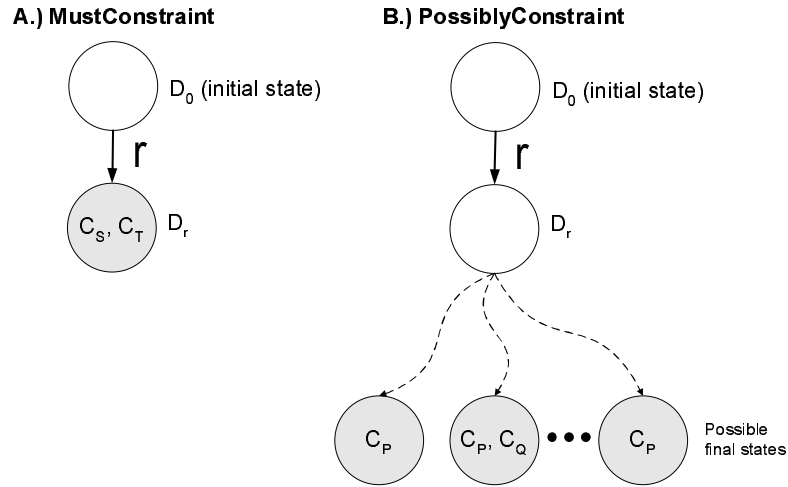 A.) MustConstraint
D0 (initial state)
r
CS, CT
Dr
B.) PossiblyConstraint
D0 (initial state)
r
Dr
CP
CP, CQ
CP
Possible
final states